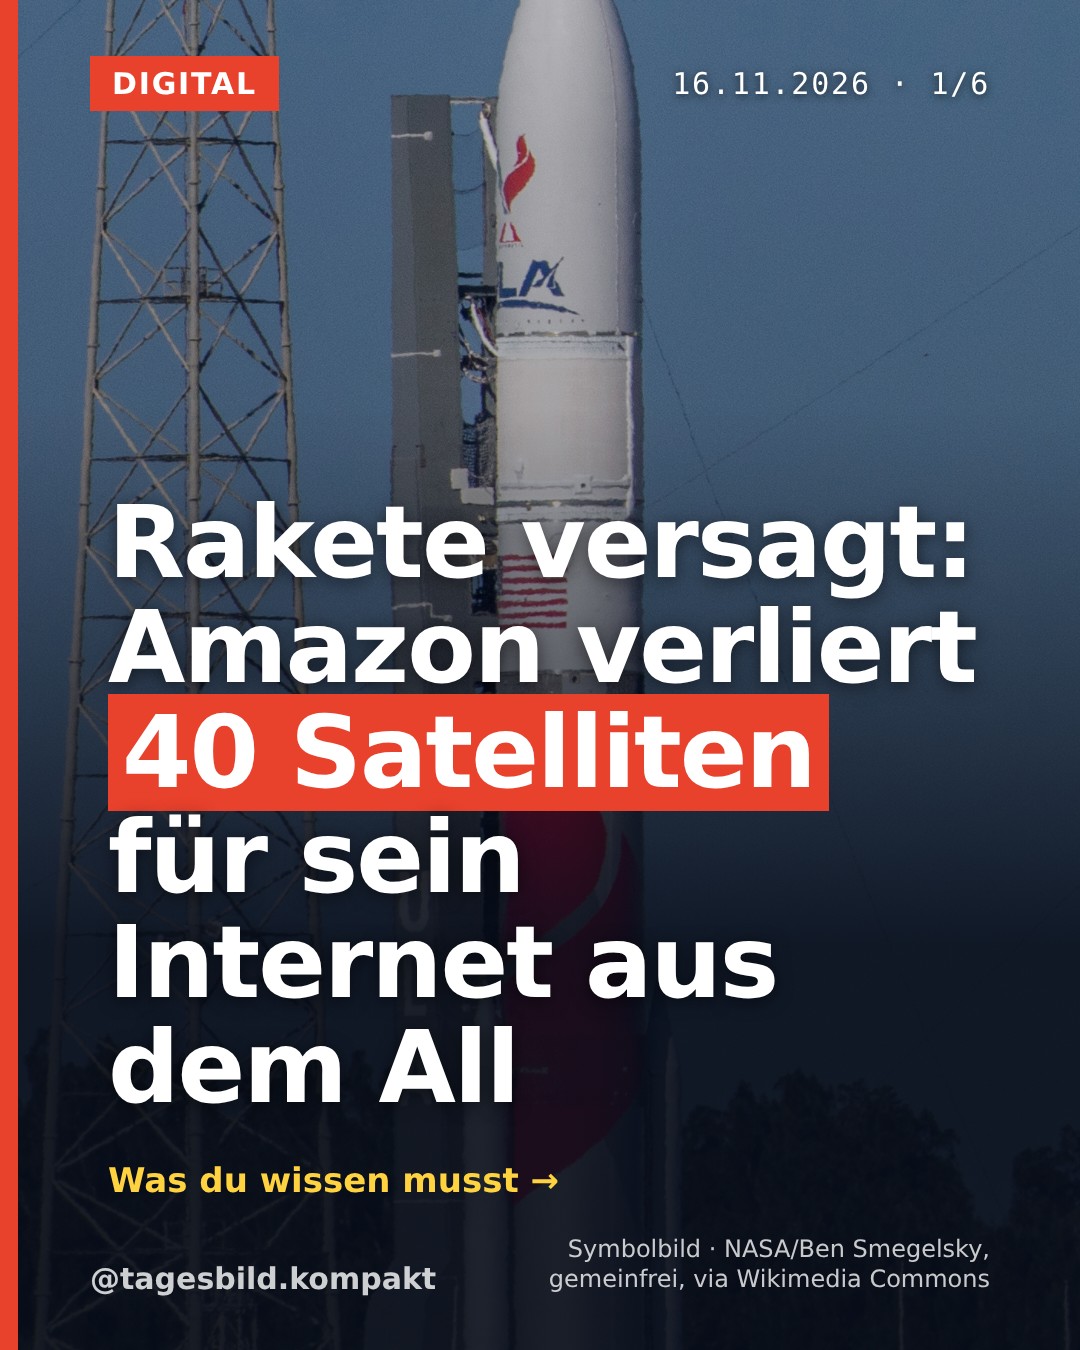 DIGITAL
16.11.2026 · 1/6
LA
Rakete versagt:
Amazon verliert
40 Satelliten
für sein
Internet aus
dem All
Was du wissen musst →
@tagesbild.kompakt
Symbolbild · NASA/Ben Smegelsky,
gemeinfrei, via Wikimedia Commons